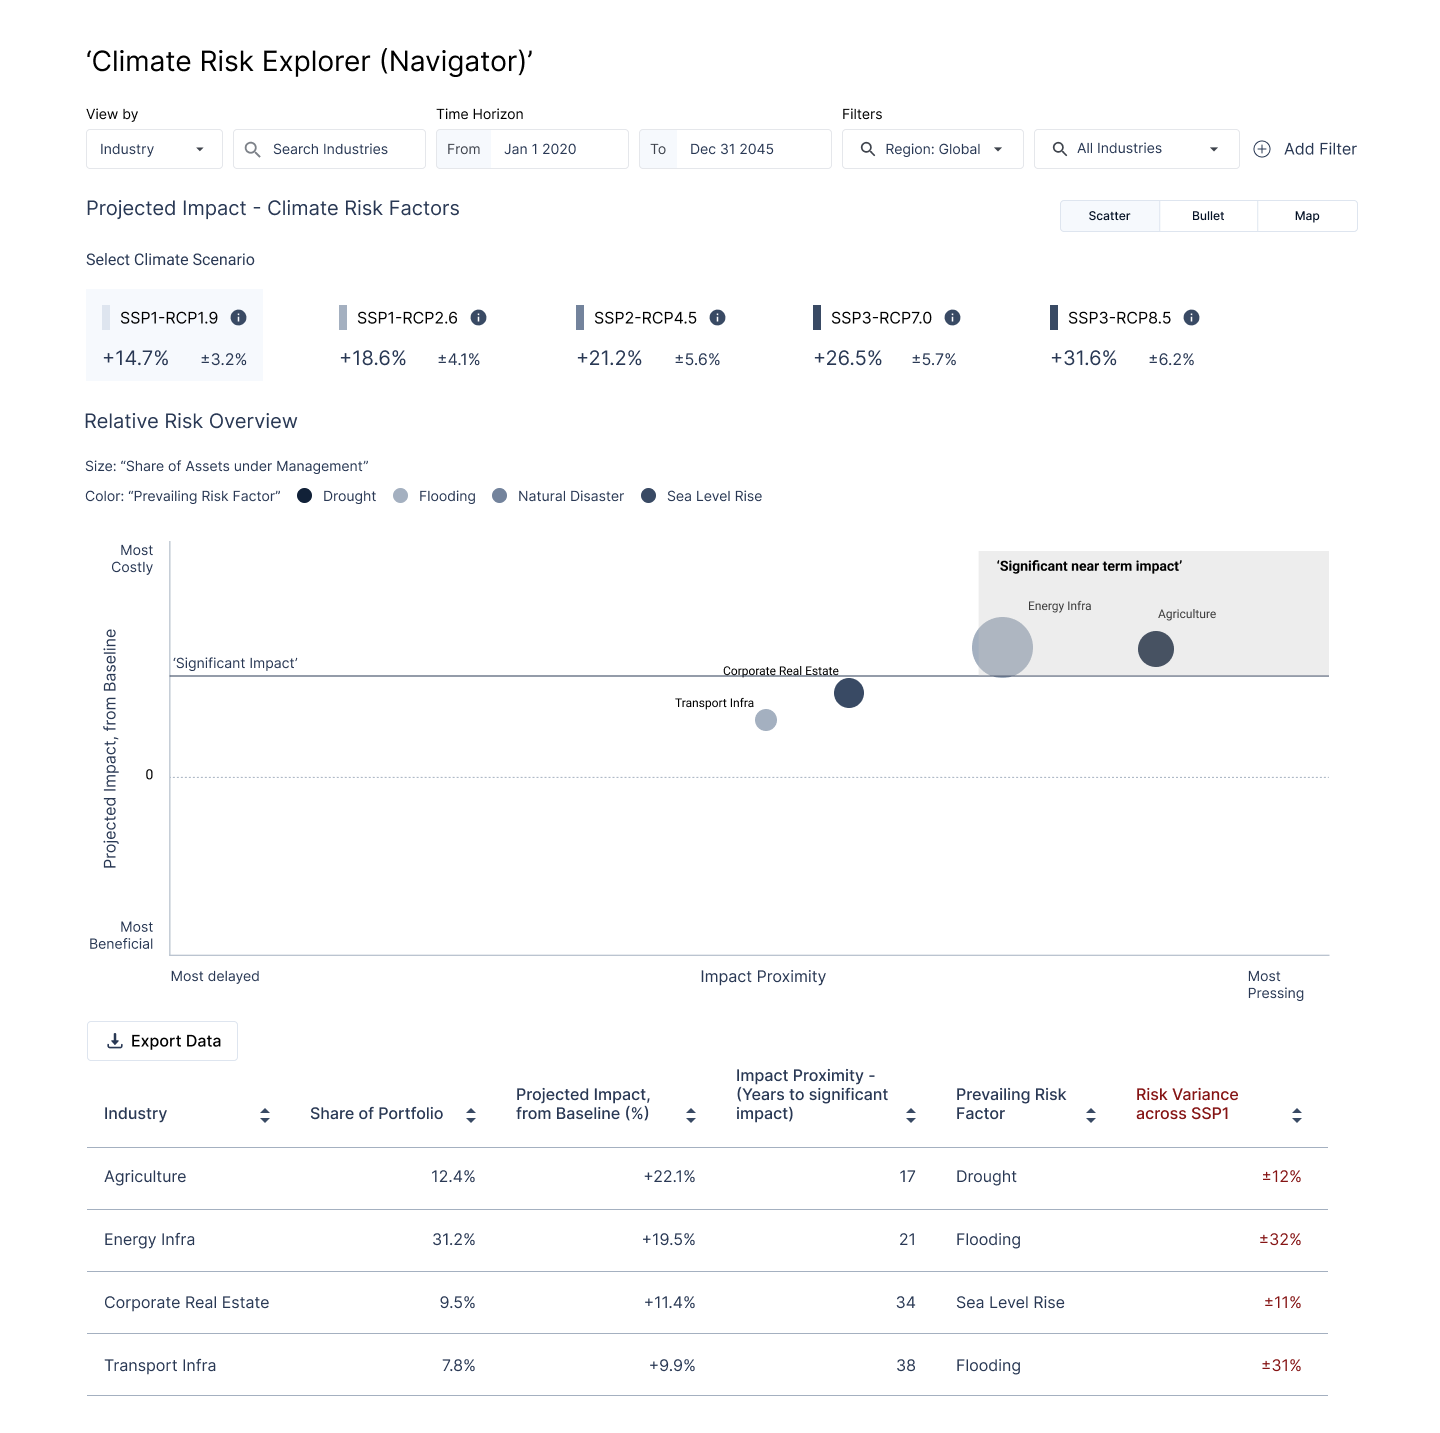 ‘Climate Risk Explorer (Navigator)’
View by
Time Horizon
Filters
Industry
Search Industries
From
Jan 1 2020
To
Dec 31 2045
Region: Global
All Industries
Add Filter
Projected Impact - Climate Risk Factors
Scatter
Bullet
Map
Select Climate Scenario
SSP1-RCP1.9
SSP1-RCP2.6
SSP2-RCP4.5
SSP3-RCP7.0
SSP3-RCP8.5
+14.7%
±3.2%
+18.6%
±4.1%
+21.2%
±5.6%
+26.5%
±5.7%
+31.6%
±6.2%
Relative Risk Overview
Size: “Share of Assets under Management”
Color: “Prevailing Risk Factor”
Drought
Flooding
Natural Disaster
Sea Level Rise
Most
Costly
‘Significant near term impact’
Energy Infra
Agriculture
‘Significant Impact’
Corporate Real Estate
Transport Infra
Projected Impact, from Baseline
0
Most
Beneficial
Most delayed
Impact Proximity
Most
Pressing
Export Data
Industry
Share of Portfolio
Projected Impact,
from Baseline (%)
Impact Proximity -
(Years to significant
impact)
Prevailing Risk
Factor
Risk Variance
across SSP1
Agriculture
12.4%
+22.1%
17
Drought
±12%
Energy Infra
31.2%
+19.5%
21
Flooding
±32%
Corporate Real Estate
9.5%
+11.4%
34
Sea Level Rise
±11%
Transport Infra
7.8%
+9.9%
38
Flooding
±31%